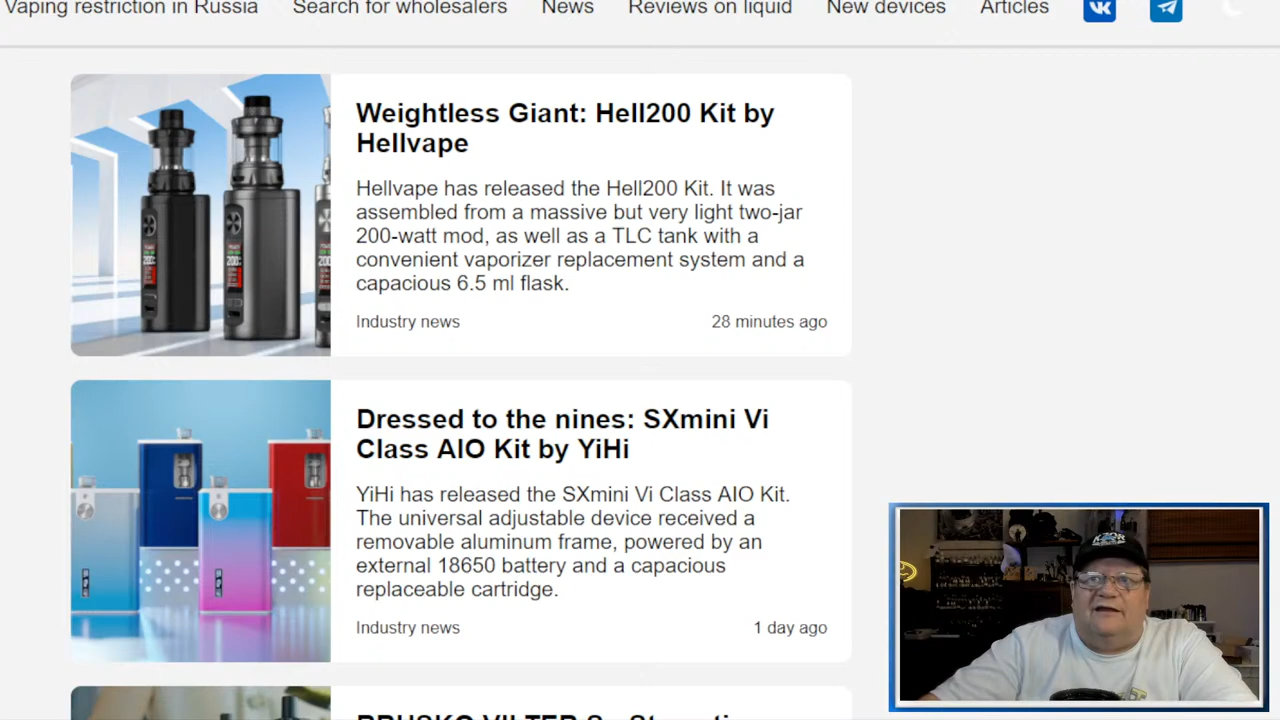 Vaping restriction in Russia Search for wholesalers News Reviews on liquid New devices Articles
Weightless Giant: Hell200 Kit by
Hellvape
Hellvape has released the Hell200 Kit. It was
assembled from a massive but very light two-jar
200-watt mod, as well as a TLC tank with a
convenient vaporizer replacement system and a
capacious 6.5 ml flask.
Industry news 28 minutes ago
Dressed to the nines: SXmini Vi
Class AIO Kit by YiHi
YiHi has released the SXmini Vi Class AIO Kit.
The universal adjustable device received a
removable aluminum frame, powered by an
external 18650 battery and a capacious
replaceable cartridge.
Industry news 1 day ago